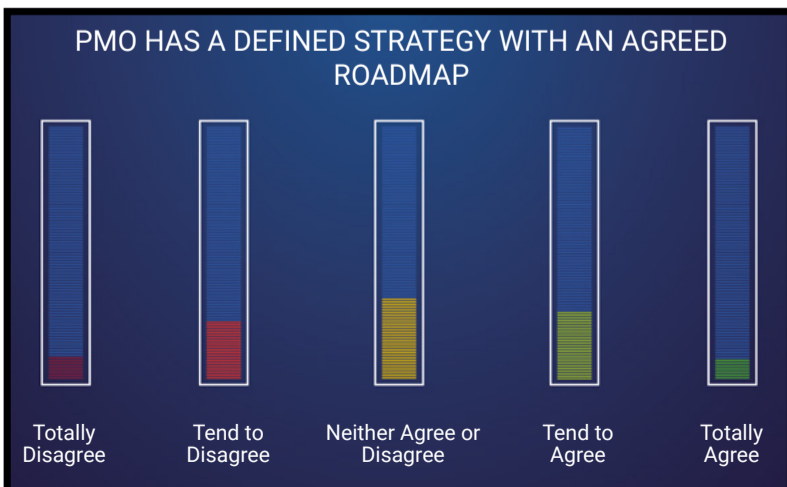 PMO HAS A DEFINED STRATEGY WITH AN AGREED
ROADMAP
Totally
Disagree
Tend to
Disagree
Neither Agree or
Disagree
Tend to
Agree
Totally
Agree